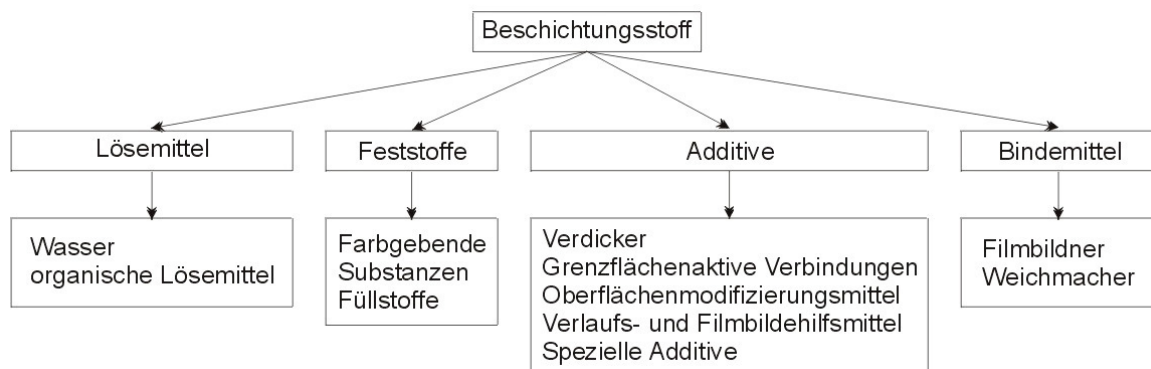 Beschichtungsstoff
Lösemittel
Feststoffe
Additive
Bindemittel
Wasser
organische Lösemittel
Farbgebende
Substanzen
Füllstoffe
Verdicker
Grenzflächenaktive Verbindungen
Oberflächenmodifizierungsmittel
Verlaufs- und Filmbildehilfsmittel
Spezielle Additive
Filmbildner
Weichmacher